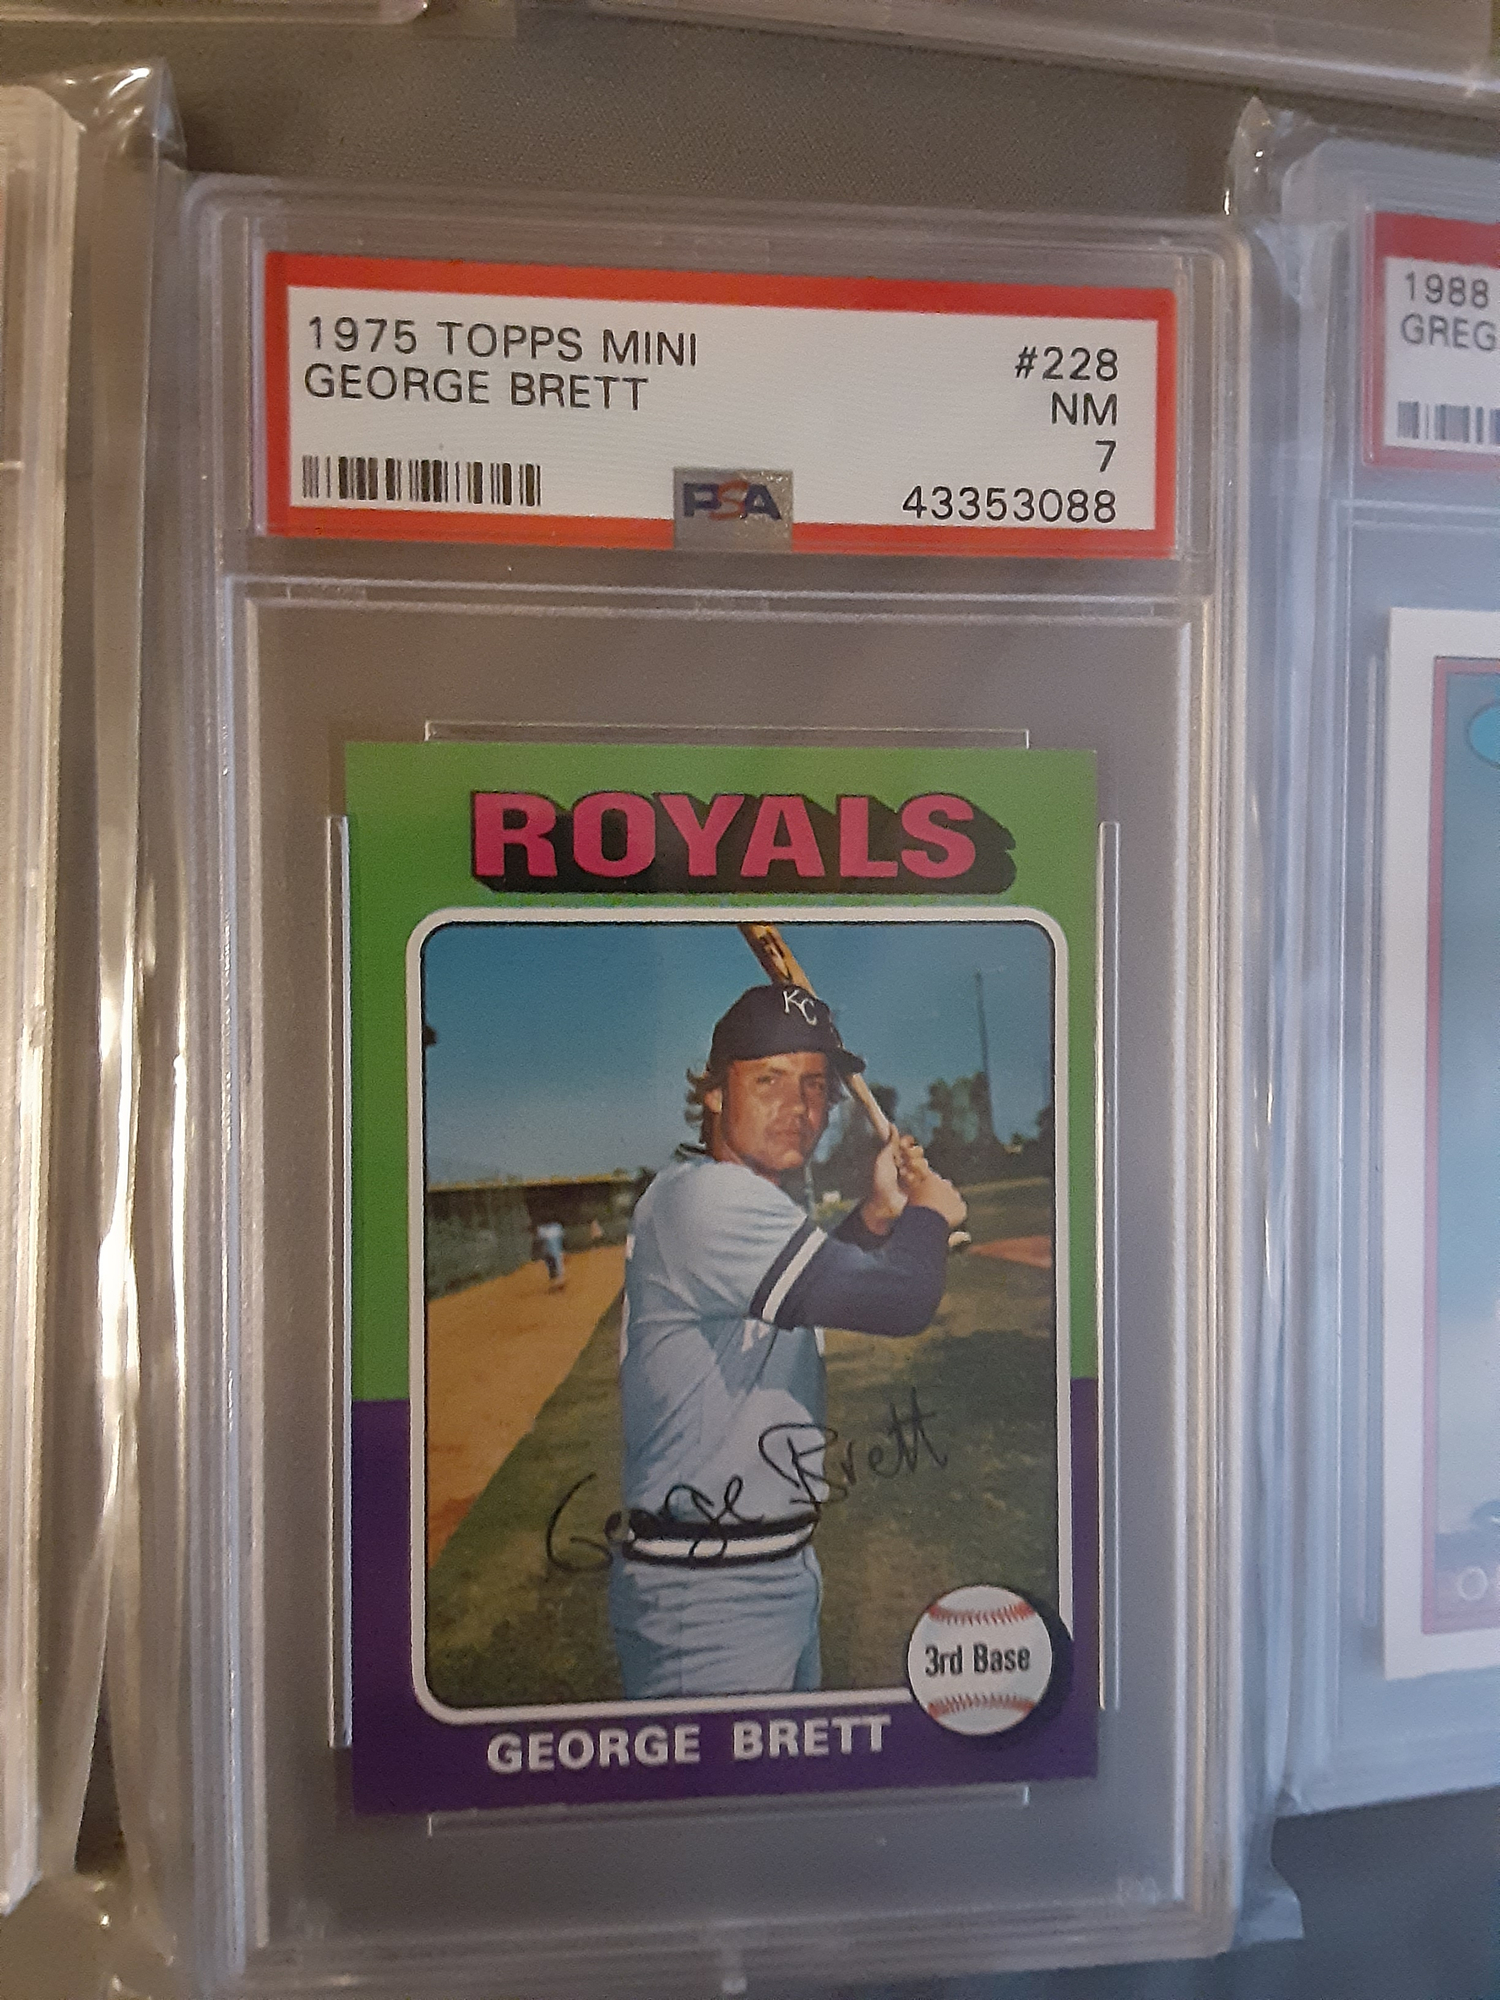 1975 TOPPS MINI #228
GEORGE BRETT NM
7
PSA 43353088
1988
GREG
ROYALS
KC
George Brett
3rd Base
GEORGE BRETT